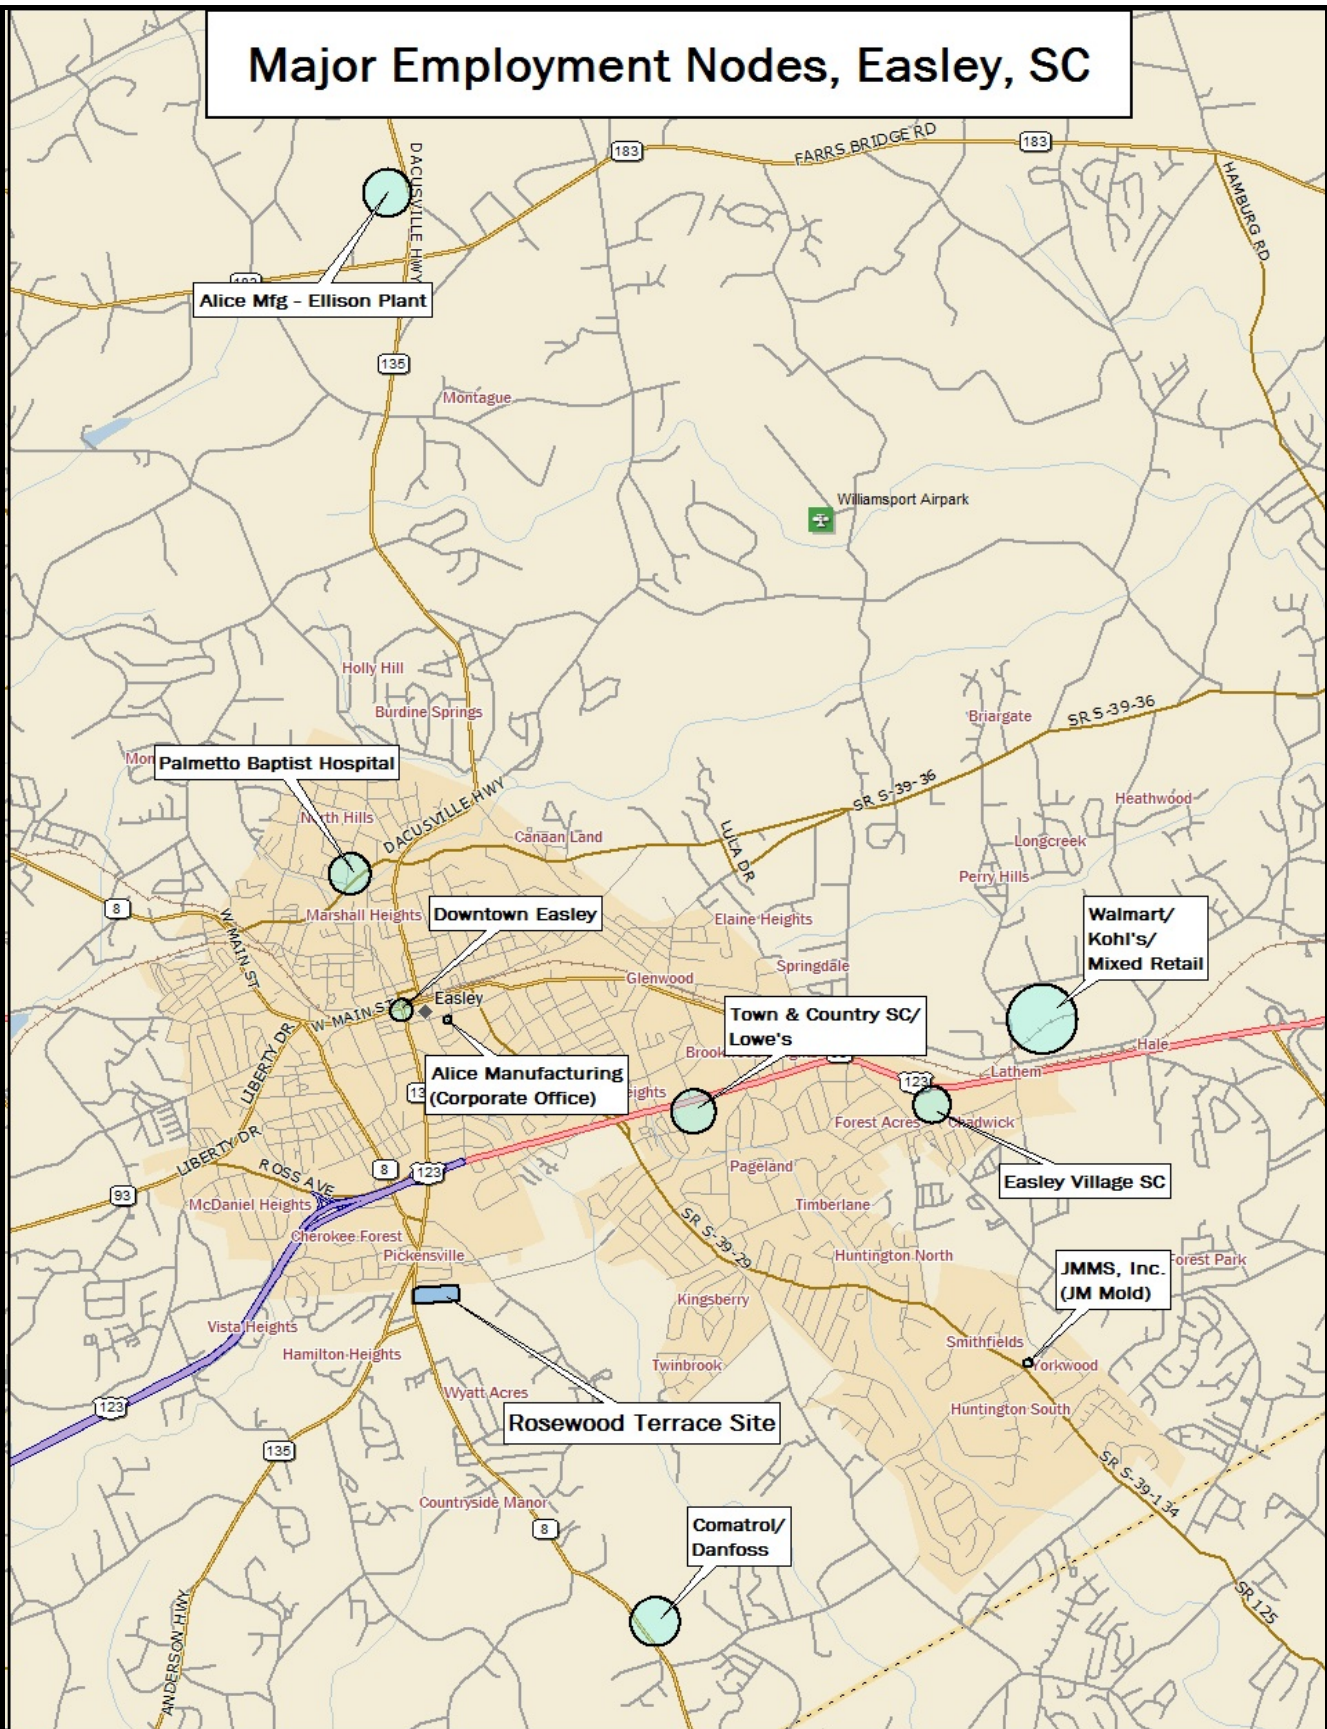 Major Employment Nodes, Easley, SC
183
FARRS BRIDGE RD
183
HAMBURG RD
DACUSVILLE HWY
Alice Mfg - Ellison Plant
135
Montague
Williamsport Airpark
Holly Hill
Burdine Springs
Briargate
SR S-39-36
Palmetto Baptist Hospital
North Hills
DACUSVILLE HWY
Canaan Land
SR S-39-36
LULA DR
Heathwood
Longcreek
Perry Hills
8
W MAIN ST
Marshall Heights
Downtown Easley
Elaine Heights
Walmart/
Kohl's/
Mixed Retail
Glenwood
Springdale
Easley
W MAIN ST
Town & Country SC/
Lowe's
LIBERTY DR
Alice Manufacturing
(Corporate Office)
Hale
Lathem
123
Forest Acres
Chadwick
LIBERTY DR
ROSS AVE
8
123
Pageland
Easley Village SC
93
McDaniel Heights
Timberlane
Cherokee Forest
Pickensville
SR S-39-29
Huntington North
JMMS, Inc.
(JM Mold)
Forest Park
Kingsberry
Vista Heights
Hamilton Heights
Smithfields
Twinbrook
Yorkwood
Wyatt Acres
123
Rosewood Terrace Site
Huntington South
135
SR S-39-134
Countryside Manor
8
Comatrol/
Danfoss
ANDERSON HWY
SR 125